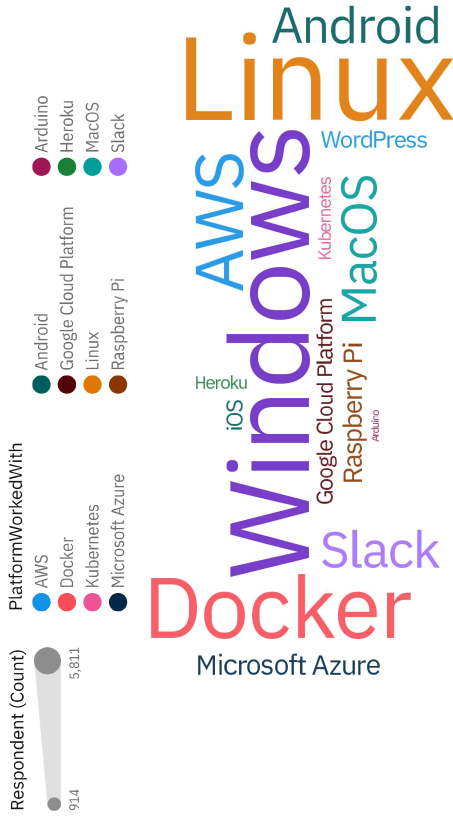 Respondent (Count)
914
5,811
PlatformWorkedWith
AWS
Docker
Kubernetes
Microsoft Azure
Android
Google Cloud Platform
Linux
Raspberry Pi
Arduino
Heroku
MacOS
Slack
Android
Linux
WordPress
AWS
Windows
Kubernetes
MacOS
Heroku
iOS
Google Cloud Platform
Raspberry Pi
Arduino
Slack
Docker
Microsoft Azure